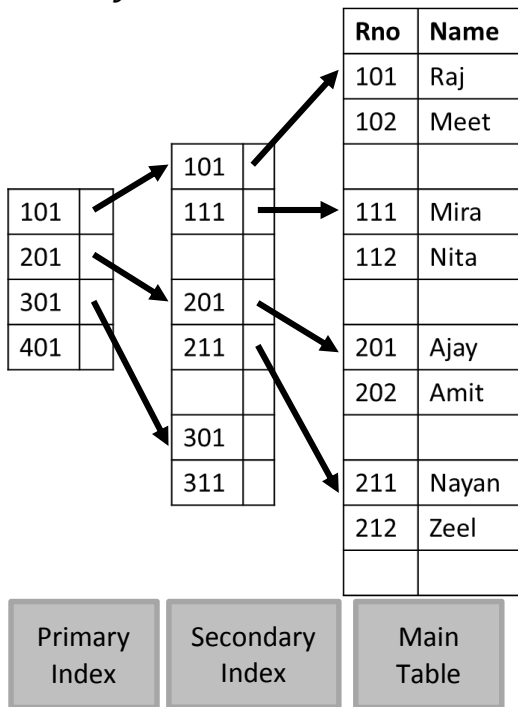 101
201
301
401
101
111
201
211
301
311
Rno Name
101 Raj
102 Meet
111 Mira
112 Nita
201 Ajay
202 Amit
211 Nayan
212 Zeel
Primary
Index
Secondary
Index
Main
Table